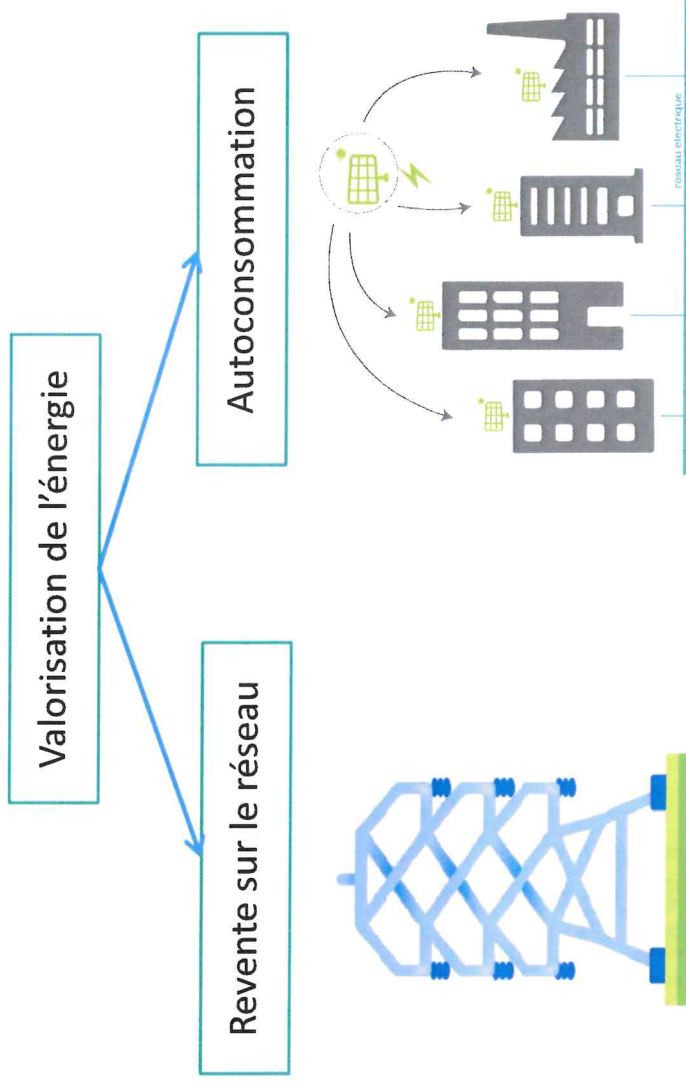 Valorisation de l'énergie
Revente sur le réseau
Autoconsommation
réseau électrique